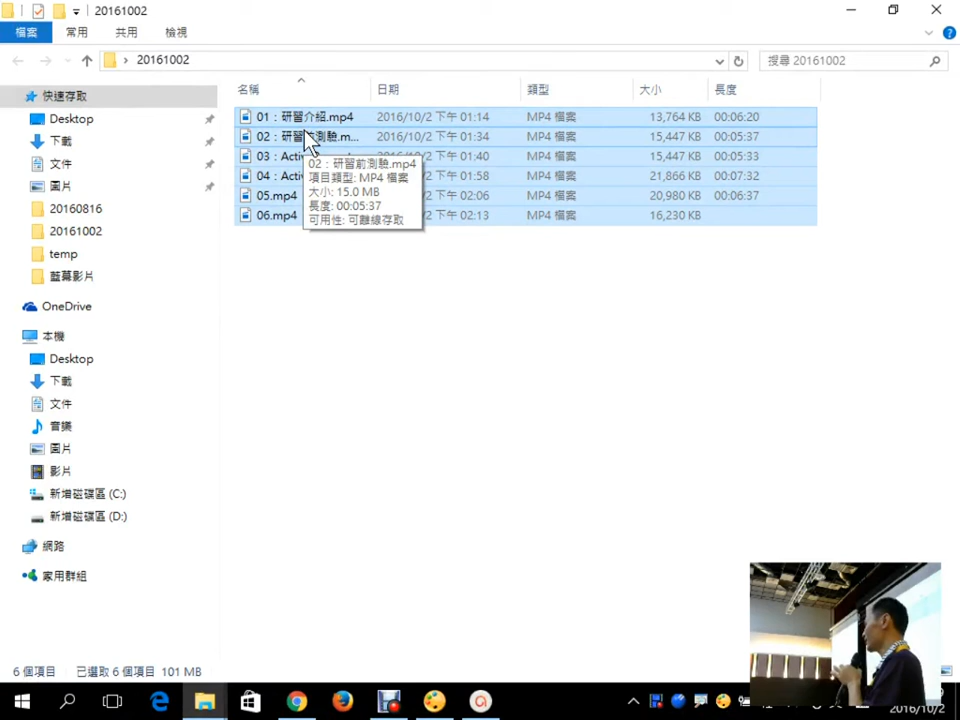 20161002
檔案 常用 共用 檢視
20161002 搜尋 20161002
名稱 日期 類型 大小 長度
01：研習介紹.mp4 2016/10/2 下午 01:14 MP4 檔案 13,764 KB 00:06:20
02：研習前測驗.m... 2016/10/2 下午 01:34 MP4 檔案 15,447 KB 00:05:37
03：Acti 2016/10/2 下午 01:40 MP4 檔案 15,447 KB 00:05:33
04：Acti /2 下午 01:58 MP4 檔案 21,866 KB 00:07:32
05.mp4 /2 下午 02:06 MP4 檔案 20,980 KB 00:06:37
06.mp4 /2 下午 02:13 MP4 檔案 16,230 KB
02：研習前測驗.mp4
項目類型: MP4 檔案
大小: 15.0 MB
長度: 00:05:37
可用性: 可離線存取
快速存取
Desktop
下載
文件
圖片
20160816
20161002
temp
藍幕影片
OneDrive
本機
Desktop
下載
文件
音樂
圖片
影片
新增磁碟區 (C:)
新增磁碟區 (D:)
網路
家用群組
6 個項目 已選取 6 個項目 101 MB
2016/10/2